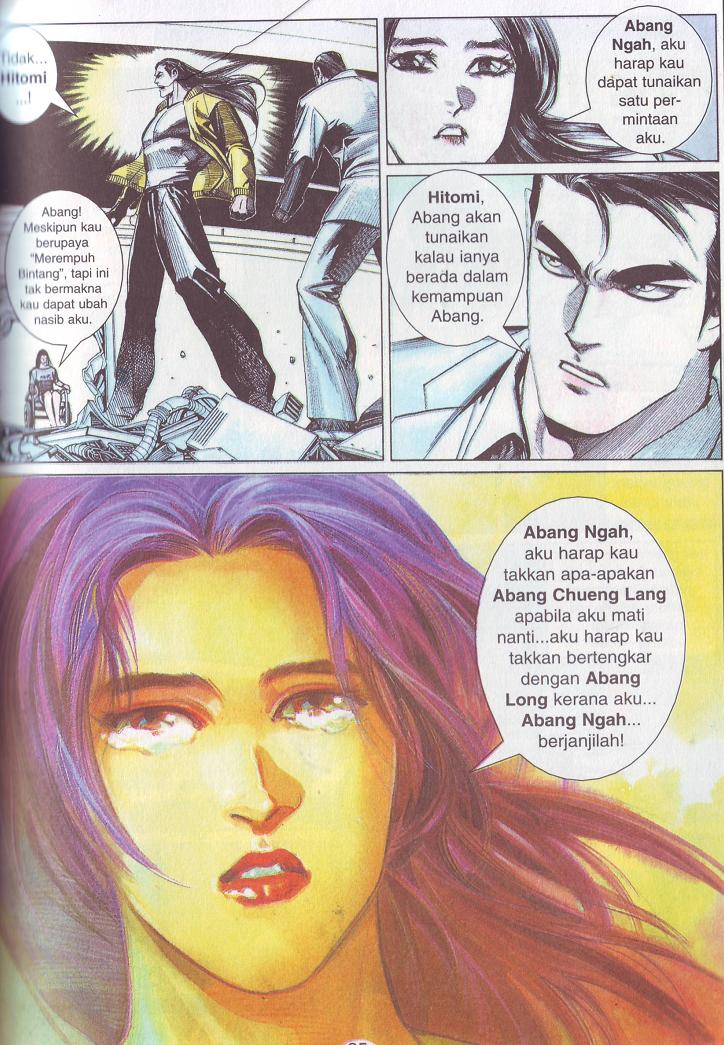 Tidak...
Hitomi
...!
Abang!
Meskipun kau
berupaya
"Merempuh
Bintang", tapi ini
tak bermakna
kau dapat ubah
nasib aku.
Abang
Ngah, aku
harap kau
dapat tunaikan
satu per-
mintaan
aku.
Hitomi,
Abang akan
tunaikan
kalau ianya
berada dalam
kemampuan
Abang.
Abang Ngah,
aku harap kau
takkan apa-apakan
Abang Chueng Lang
apabila aku mati
nanti...aku harap kau
takkan bertengkar
dengan Abang
Long kerana aku...
Abang Ngah...
berjanjilah!